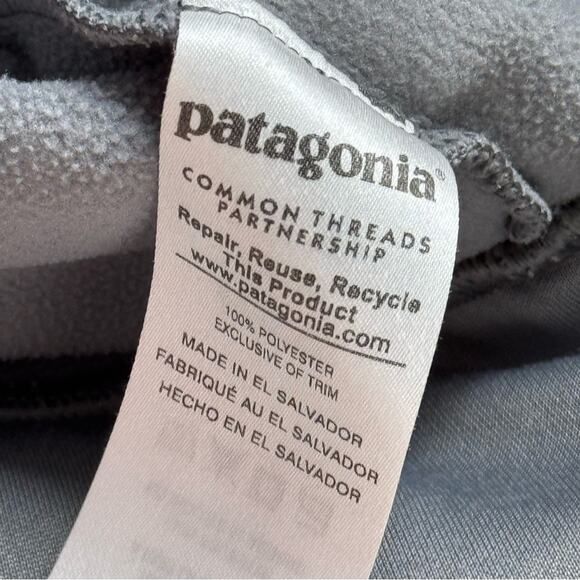 patagonia®
COMMON THREADS
PARTNERSHIP
Repair, Reuse, Recycle
This Product
www.patagonia.com
100% POLYESTER
EXCLUSIVE OF TRIM
MADE IN EL SALVADOR
FABRIQUÉ AU EL SALVADOR
HECHO EN EL SALVADOR